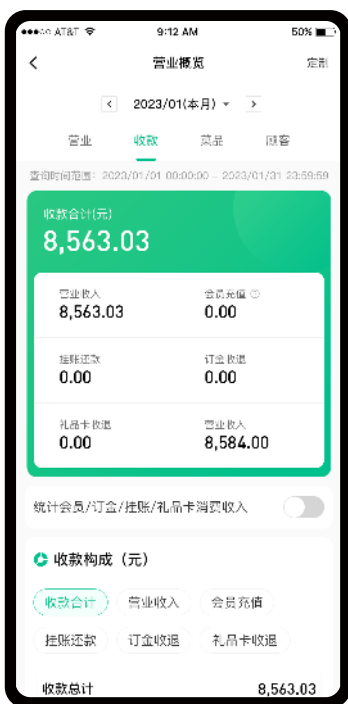 AT&T 9:12 AM 50%
营业概览 定制
2023/01(本月)
营业 收款 菜品 顾客
查询时间范围：2023/01/01 00:00:00 - 2023/01/31 23:59:59
收款合计(元)
8,563.03
营业收入 会员充值
8,563.03 0.00
挂账还款 订金收退
0.00 0.00
礼品卡收退 营业收入
0.00 8,584.00
统计会员/订金/挂账/礼品卡消费收入
收款构成（元）
收款合计 营业收入 会员充值
挂账还款 订金收退 礼品卡收退
收款总计 8,563.03